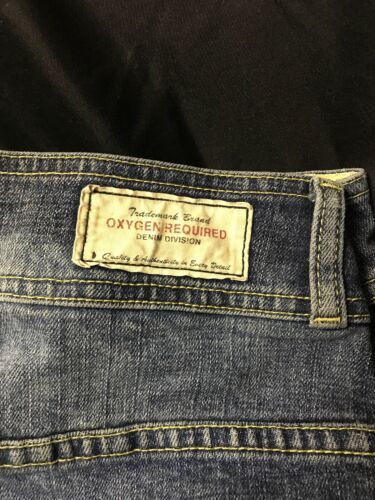 Trademark Brand
OXYGEN REQUIRED
DENIM DIVISION
Quality & Authenticity in Every Detail